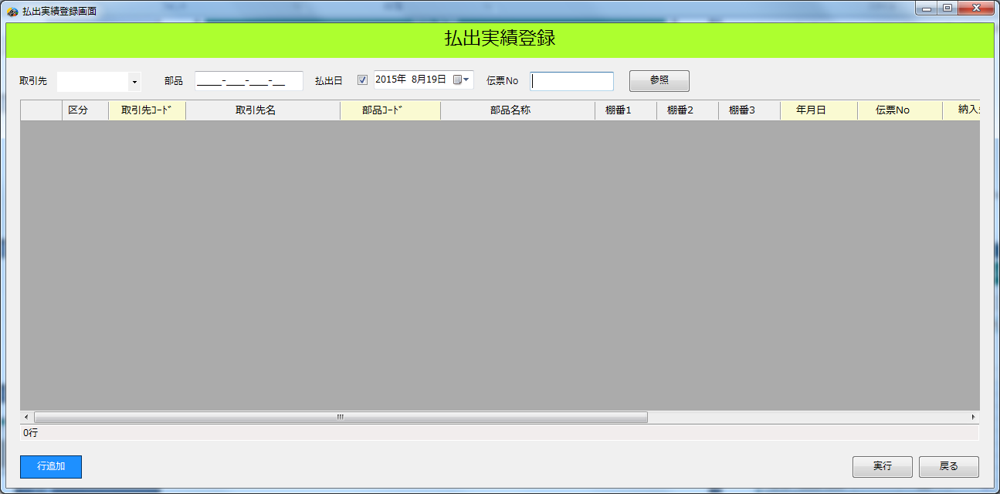 払出実績登録画面
払出実績登録
取引先 部品 _____-____-____-___ 払出日 2015年 8月19日 伝票No 参照
区分 取引先ｺｰﾄﾞ 取引先名 部品ｺｰﾄﾞ 部品名称 棚番1 棚番2 棚番3 年月日 伝票No 納入
0行
行追加 実行 戻る